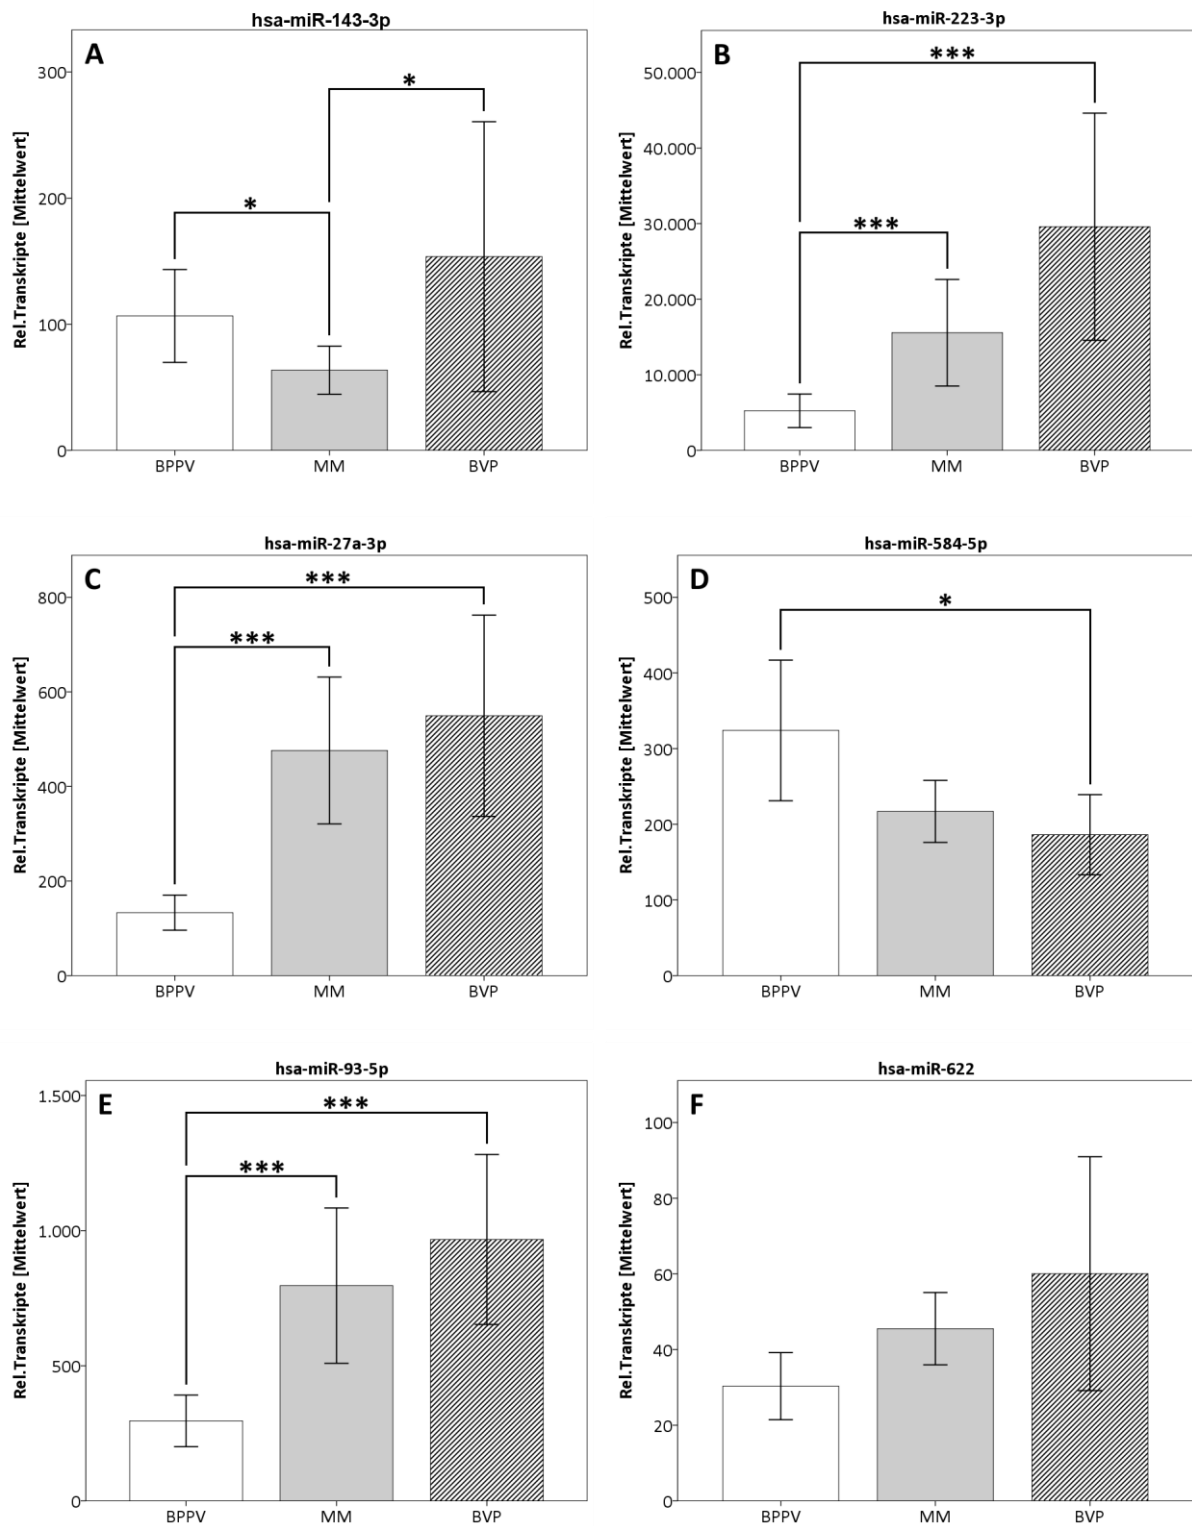 hsa-miR-143-3p
A
*
*
Rel.Transkripte [Mittelwert]
300
200
100
0
BPPV MM BVP
hsa-miR-223-3p
B
***
***
Rel.Transkripte [Mittelwert]
50.000
40.000
30.000
20.000
10.000
0
BPPV MM BVP
hsa-miR-27a-3p
C
***
***
Rel.Transkripte [Mittelwert]
800
600
400
200
0
BPPV MM BVP
hsa-miR-584-5p
D
*
Rel.Transkripte [Mittelwert]
500
400
300
200
100
0
BPPV MM BVP
hsa-miR-93-5p
E
***
***
Rel.Transkripte [Mittelwert]
1.500
1.000
500
0
BPPV MM BVP
hsa-miR-622
F
Rel.Transkripte [Mittelwert]
100
80
60
40
20
0
BPPV MM BVP